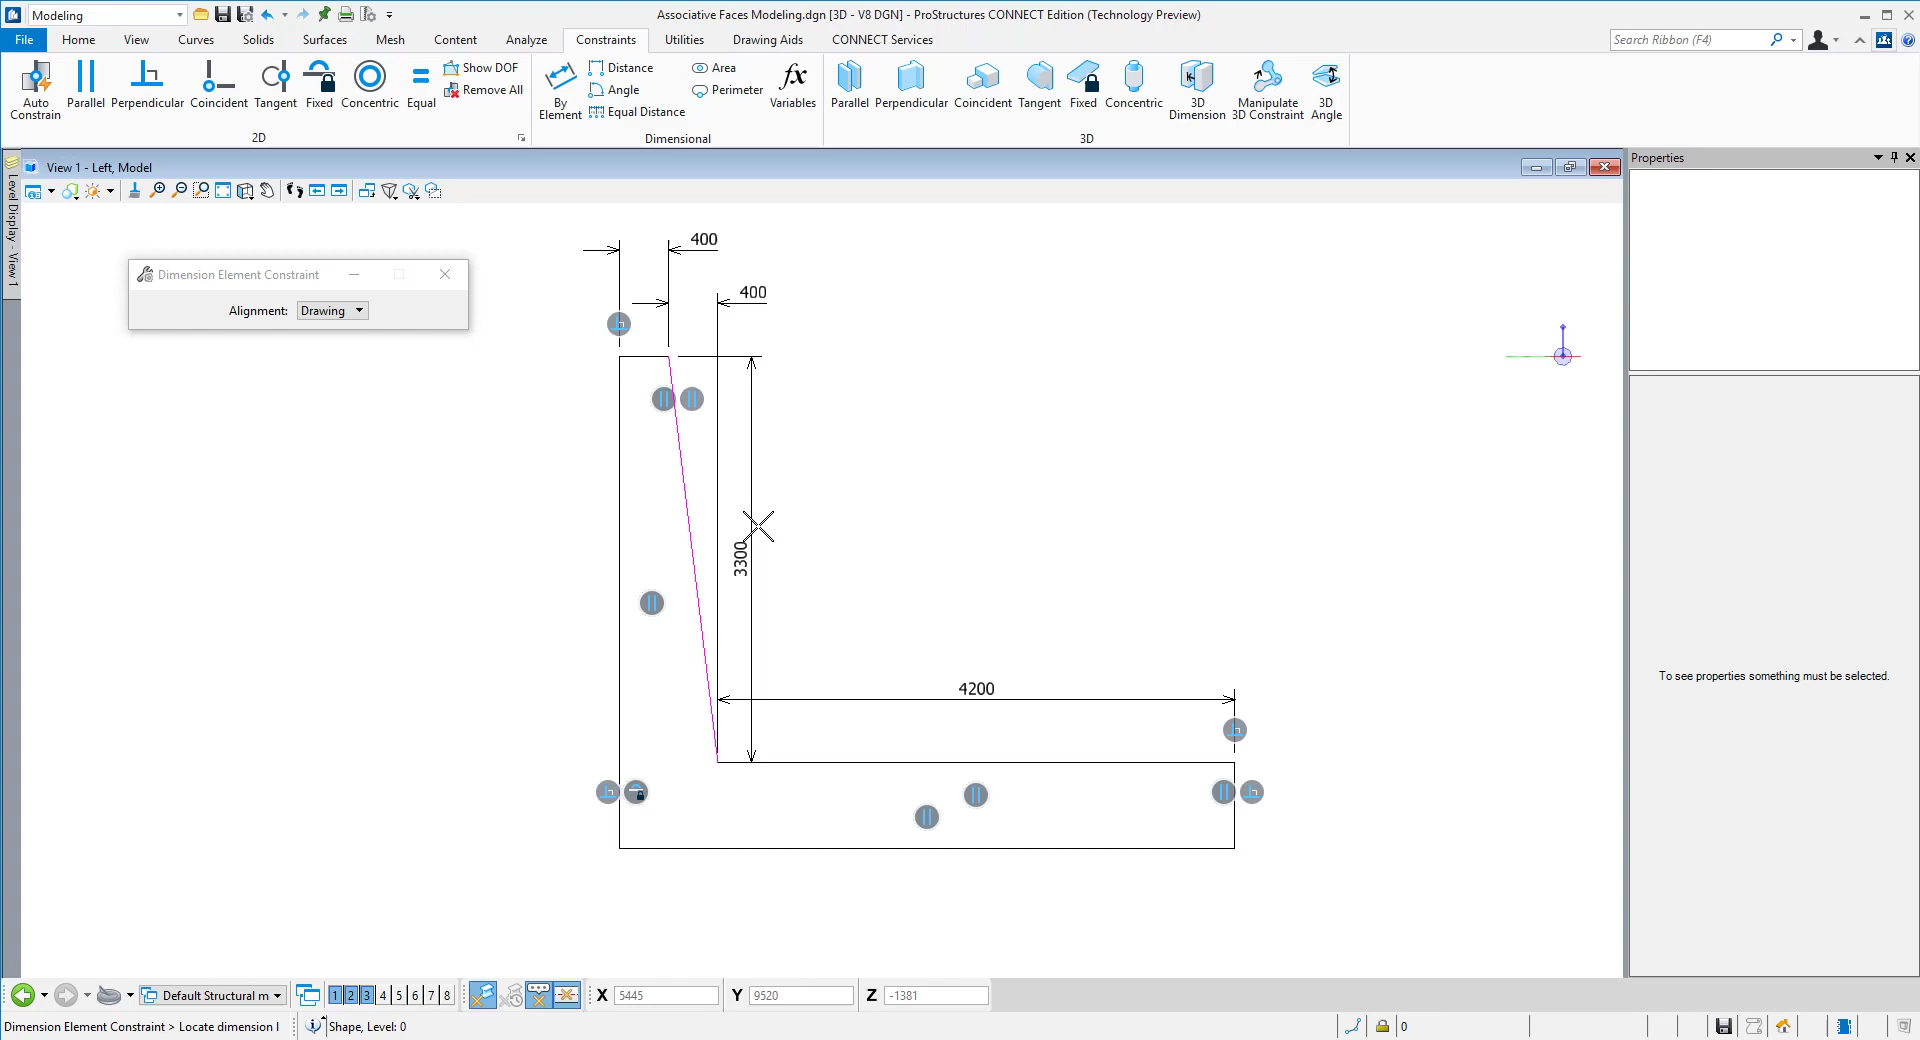 Modeling
Associative Faces Modeling.dgn [3D - V8 DGN] - ProStructures CONNECT Edition (Technology Preview)
File
Home
View
Curves
Solids
Surfaces
Mesh
Content
Analyze
Constraints
Utilities
Drawing Aids
CONNECT Services
Search Ribbon (F4)
Auto Constrain
Parallel
Perpendicular
Coincident
Tangent
Fixed
Concentric
Equal
Show DOF
Remove All
2D
By Element
Distance
Angle
Equal Distance
Area
Perimeter
fx
Variables
Dimensional
Parallel
Perpendicular
Coincident
Tangent
Fixed
Concentric
3D Dimension
Manipulate 3D Constraint
3D Angle
3D
Level Display - View 1
View 1 - Left, Model
Properties
Dimension Element Constraint
Alignment: Drawing
400
400
3300
4200
To see properties something must be selected.
Default Structural m
1 2 3 4 5 6 7 8
X 5445
Y 9520
Z -1381
Dimension Element Constraint > Locate dimension l
Shape, Level: 0
0